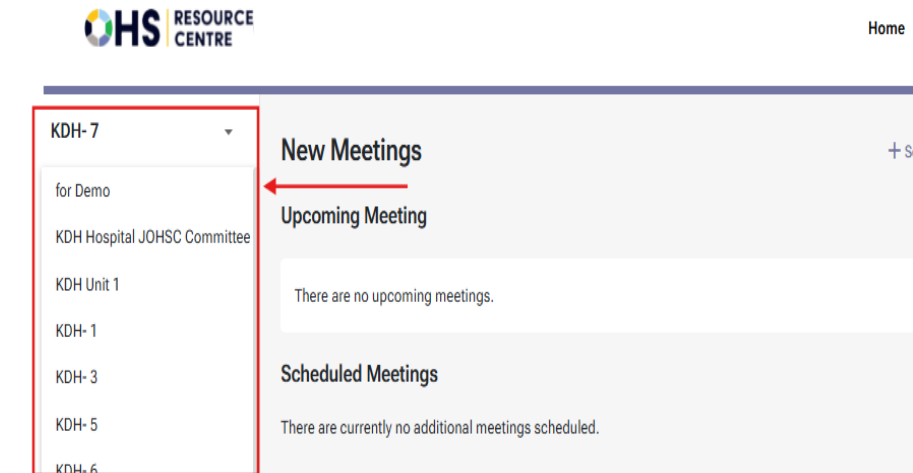 OHS RESOURCE CENTRE
Home
KDH- 7
for Demo
KDH Hospital JOHSC Committee
KDH Unit 1
KDH- 1
KDH- 3
KDH- 5
KDH- 6
New Meetings
+ S
Upcoming Meeting
There are no upcoming meetings.
Scheduled Meetings
There are currently no additional meetings scheduled.